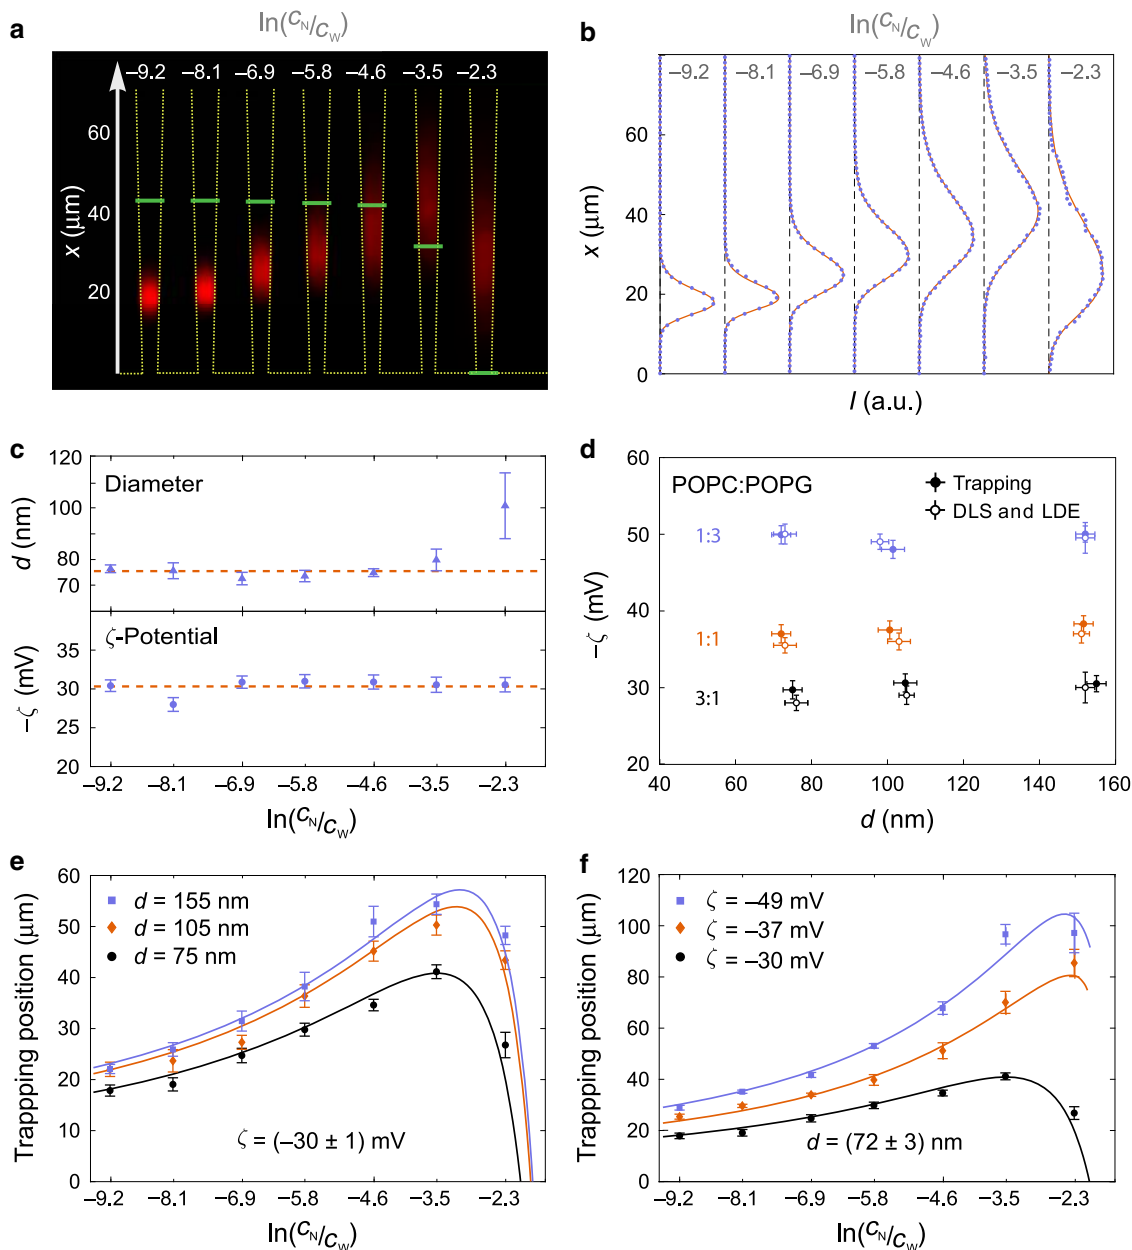 a
ln(cN/cW)
–9.2 –8.1 –6.9 –5.8 –4.6 –3.5 –2.3
60
40
20
x (μm)
b
ln(cN/cW)
–9.2 –8.1 –6.9 –5.8 –4.6 –3.5 –2.3
80
60
40
20
0
x (μm)
I (a.u.)
c
120
100
80
70
d (nm)
Diameter
ζ-Potential
35
30
25
20
–ζ (mV)
–9.2 –8.1 –6.9 –5.8 –4.6 –3.5 –2.3
ln(cN/cW)
d
60
50
40
30
20
–ζ (mV)
POPC:POPG
Trapping
DLS and LDE
1:3
1:1
3:1
40 60 80 100 120 140 160
d (nm)
e
60
50
40
30
20
10
0
Trappping position (μm)
d = 155 nm
d = 105 nm
d = 75 nm
ζ = (–30 ± 1) mV
–9.2 –8.1 –6.9 –5.8 –4.6 –3.5 –2.3
ln(cN/cW)
f
120
100
80
60
40
20
0
Trappping position (μm)
ζ = –49 mV
ζ = –37 mV
ζ = –30 mV
d = (72 ± 3) nm
–9.2 –8.1 –6.9 –5.8 –4.6 –3.5 –2.3
ln(cN/cW)